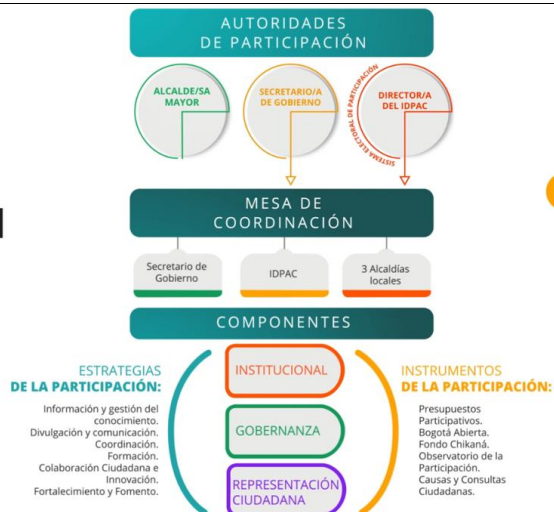 AUTORIDADES
DE PARTICIPACIÓN
ALCALDE/SA
MAYOR
SECRETARIO/A
DE GOBIERNO
SISTEMA ELECTORAL DE PARTICIPACIÓN
DIRECTOR/A
DEL IDPAC
MESA DE
COORDINACIÓN
Secretario de
Gobierno
IDPAC
3 Alcaldías
locales
COMPONENTES
ESTRATEGIAS
DE LA PARTICIPACIÓN:
Información y gestión del
conocimiento.
Divulgación y comunicación.
Coordinación.
Formación.
Colaboración Ciudadana e
Innovación.
Fortalecimiento y Fomento.
INSTITUCIONAL
GOBERNANZA
REPRESENTACIÓN
CIUDADANA
INSTRUMENTOS
DE LA PARTICIPACIÓN:
Presupuestos
Participativos.
Bogotá Abierta.
Fondo Chikaná.
Observatorio de la
Participación.
Causas y Consultas
Ciudadanas.